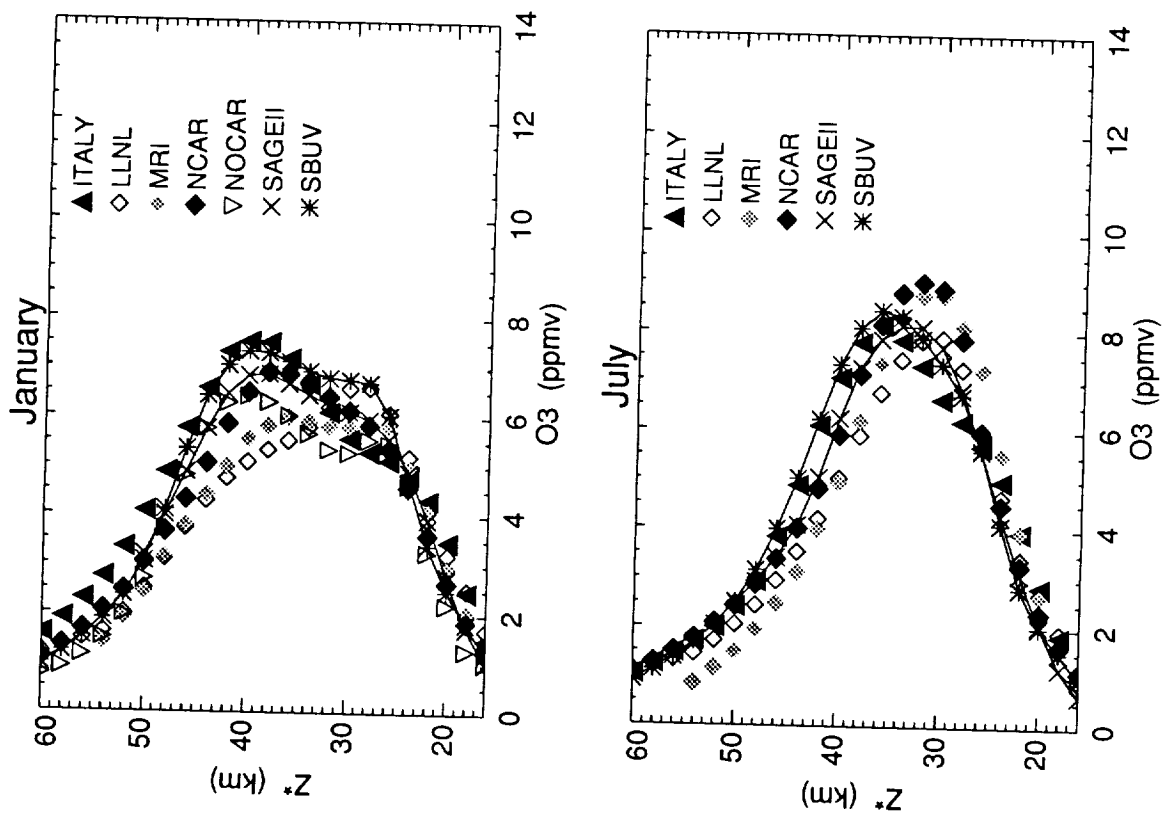 January
60
50
40
30
20
Z* (km)
0
2
4
6
8
10
12
14
O3 (ppmv)
ITALY
LLNL
MRI
NCAR
NOCAR
SAGEII
SBUV
July
60
50
40
30
20
Z* (km)
0
2
4
6
8
10
12
14
O3 (ppmv)
ITALY
LLNL
MRI
NCAR
SAGEII
SBUV